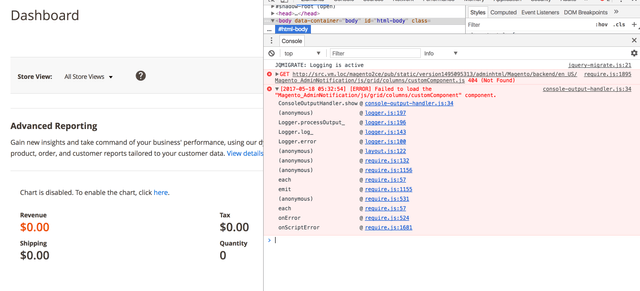 Dashboard
Store View: All Store Views ?
Advanced Reporting
Gain new insights and take command of your business' performance, using our dy
product, order, and customer reports tailored to your customer data. View details
Chart is disabled. To enable the chart, click here.
Revenue
$0.00
Tax
$0.00
Shipping
$0.00
Quantity
0
#shadow-root (open)
<head>…</head>
<body data-container="body" id="html-body" class=
... #html-body
Styles Computed Event Listeners DOM Breakpoints »
Filter :hov .cls +
Console
top Filter Info
JQMIGRATE: Logging is active jquery-migrate.js:21
GET http://src.vm.loc/magento2ce/pub/static/version1495095313/adminhtml/Magento/backend/en_US/ require.js:1895
Magento_AdminNotification/js/grid/columns/customComponent.js 404 (Not Found)
[2017-05-18 05:32:54] [ERROR] Failed to load the console-output-handler.js:34
"Magento_AdminNotification/js/grid/columns/customComponent" component.
ConsoleOutputHandler.show @ console-output-handler.js:34
(anonymous) @ logger.js:197
Logger.processOutput_ @ logger.js:196
Logger.log_ @ logger.js:143
Logger.error @ logger.js:100
(anonymous) @ layout.js:122
(anonymous) @ require.js:132
(anonymous) @ require.js:1156
each @ require.js:57
emit @ require.js:1155
(anonymous) @ require.js:531
each @ require.js:57
onError @ require.js:524
onScriptError @ require.js:1681
>